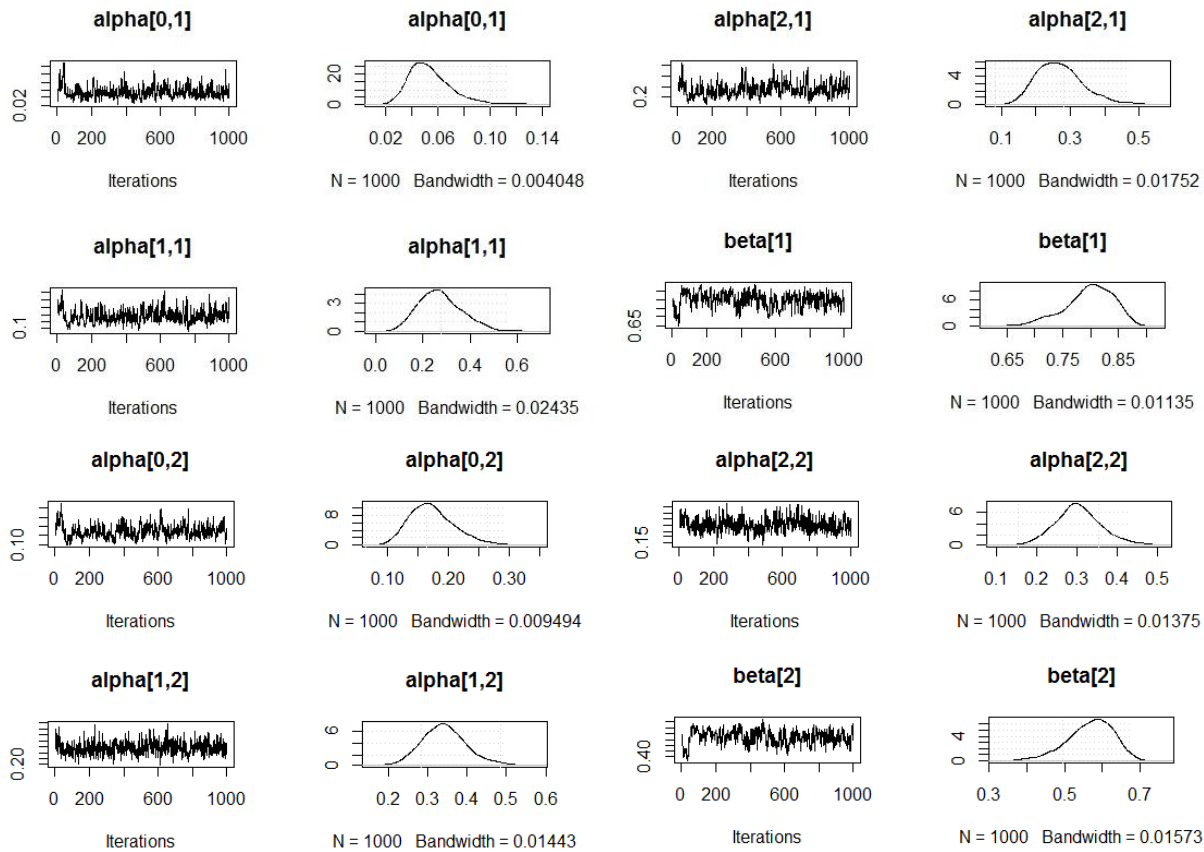 alpha[0,1] alpha[0,1] alpha[2,1] alpha[2,1]
0.02 0 20 0.2 0 4
0 200 600 1000 0.02 0.06 0.10 0.14 0 200 600 1000 0.1 0.3 0.5
Iterations N = 1000 Bandwidth = 0.004048 Iterations N = 1000 Bandwidth = 0.01752
alpha[1,1] alpha[1,1] beta[1] beta[1]
0.1 0 3 0.65 0 6
0 200 600 1000 0.0 0.2 0.4 0.6 0 200 600 1000 0.65 0.75 0.85
Iterations N = 1000 Bandwidth = 0.02435 Iterations N = 1000 Bandwidth = 0.01135
alpha[0,2] alpha[0,2] alpha[2,2] alpha[2,2]
0.10 0 8 0.15 0 6
0 200 600 1000 0.10 0.20 0.30 0 200 600 1000 0.1 0.2 0.3 0.4 0.5
Iterations N = 1000 Bandwidth = 0.009494 Iterations N = 1000 Bandwidth = 0.01375
alpha[1,2] alpha[1,2] beta[2] beta[2]
0.20 0 6 0.40 0 4
0 200 600 1000 0.2 0.3 0.4 0.5 0.6 0 200 600 1000 0.3 0.5 0.7
Iterations N = 1000 Bandwidth = 0.01443 Iterations N = 1000 Bandwidth = 0.01573